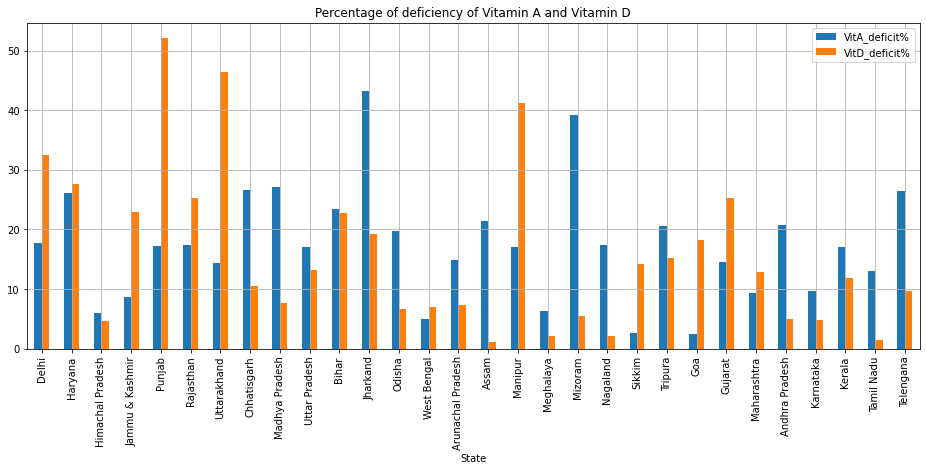 Percentage of deficiency of Vitamin A and Vitamin D
VitA_deficit%
VitD_deficit%
50
40
30
20
10
0
Delhi
Haryana
Himachal Pradesh
Jammu & Kashmir
Punjab
Rajasthan
Uttarakhand
Chhatisgarh
Madhya Pradesh
Uttar Pradesh
Bihar
Jharkand
Odisha
West Bengal
Arunachal Pradesh
Assam
Manipur
Meghalaya
Mizoram
Nagaland
Sikkim
Tripura
Goa
Gujarat
Maharashtra
Andhra Pradesh
Karnataka
Kerala
Tamil Nadu
Telengana
State